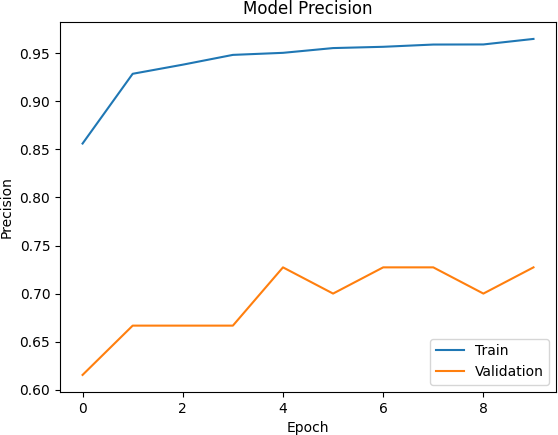 Model Precision
Precision
0.95
0.90
0.85
0.80
0.75
0.70
0.65
0.60
Train
Validation
0 2 4 6 8
Epoch